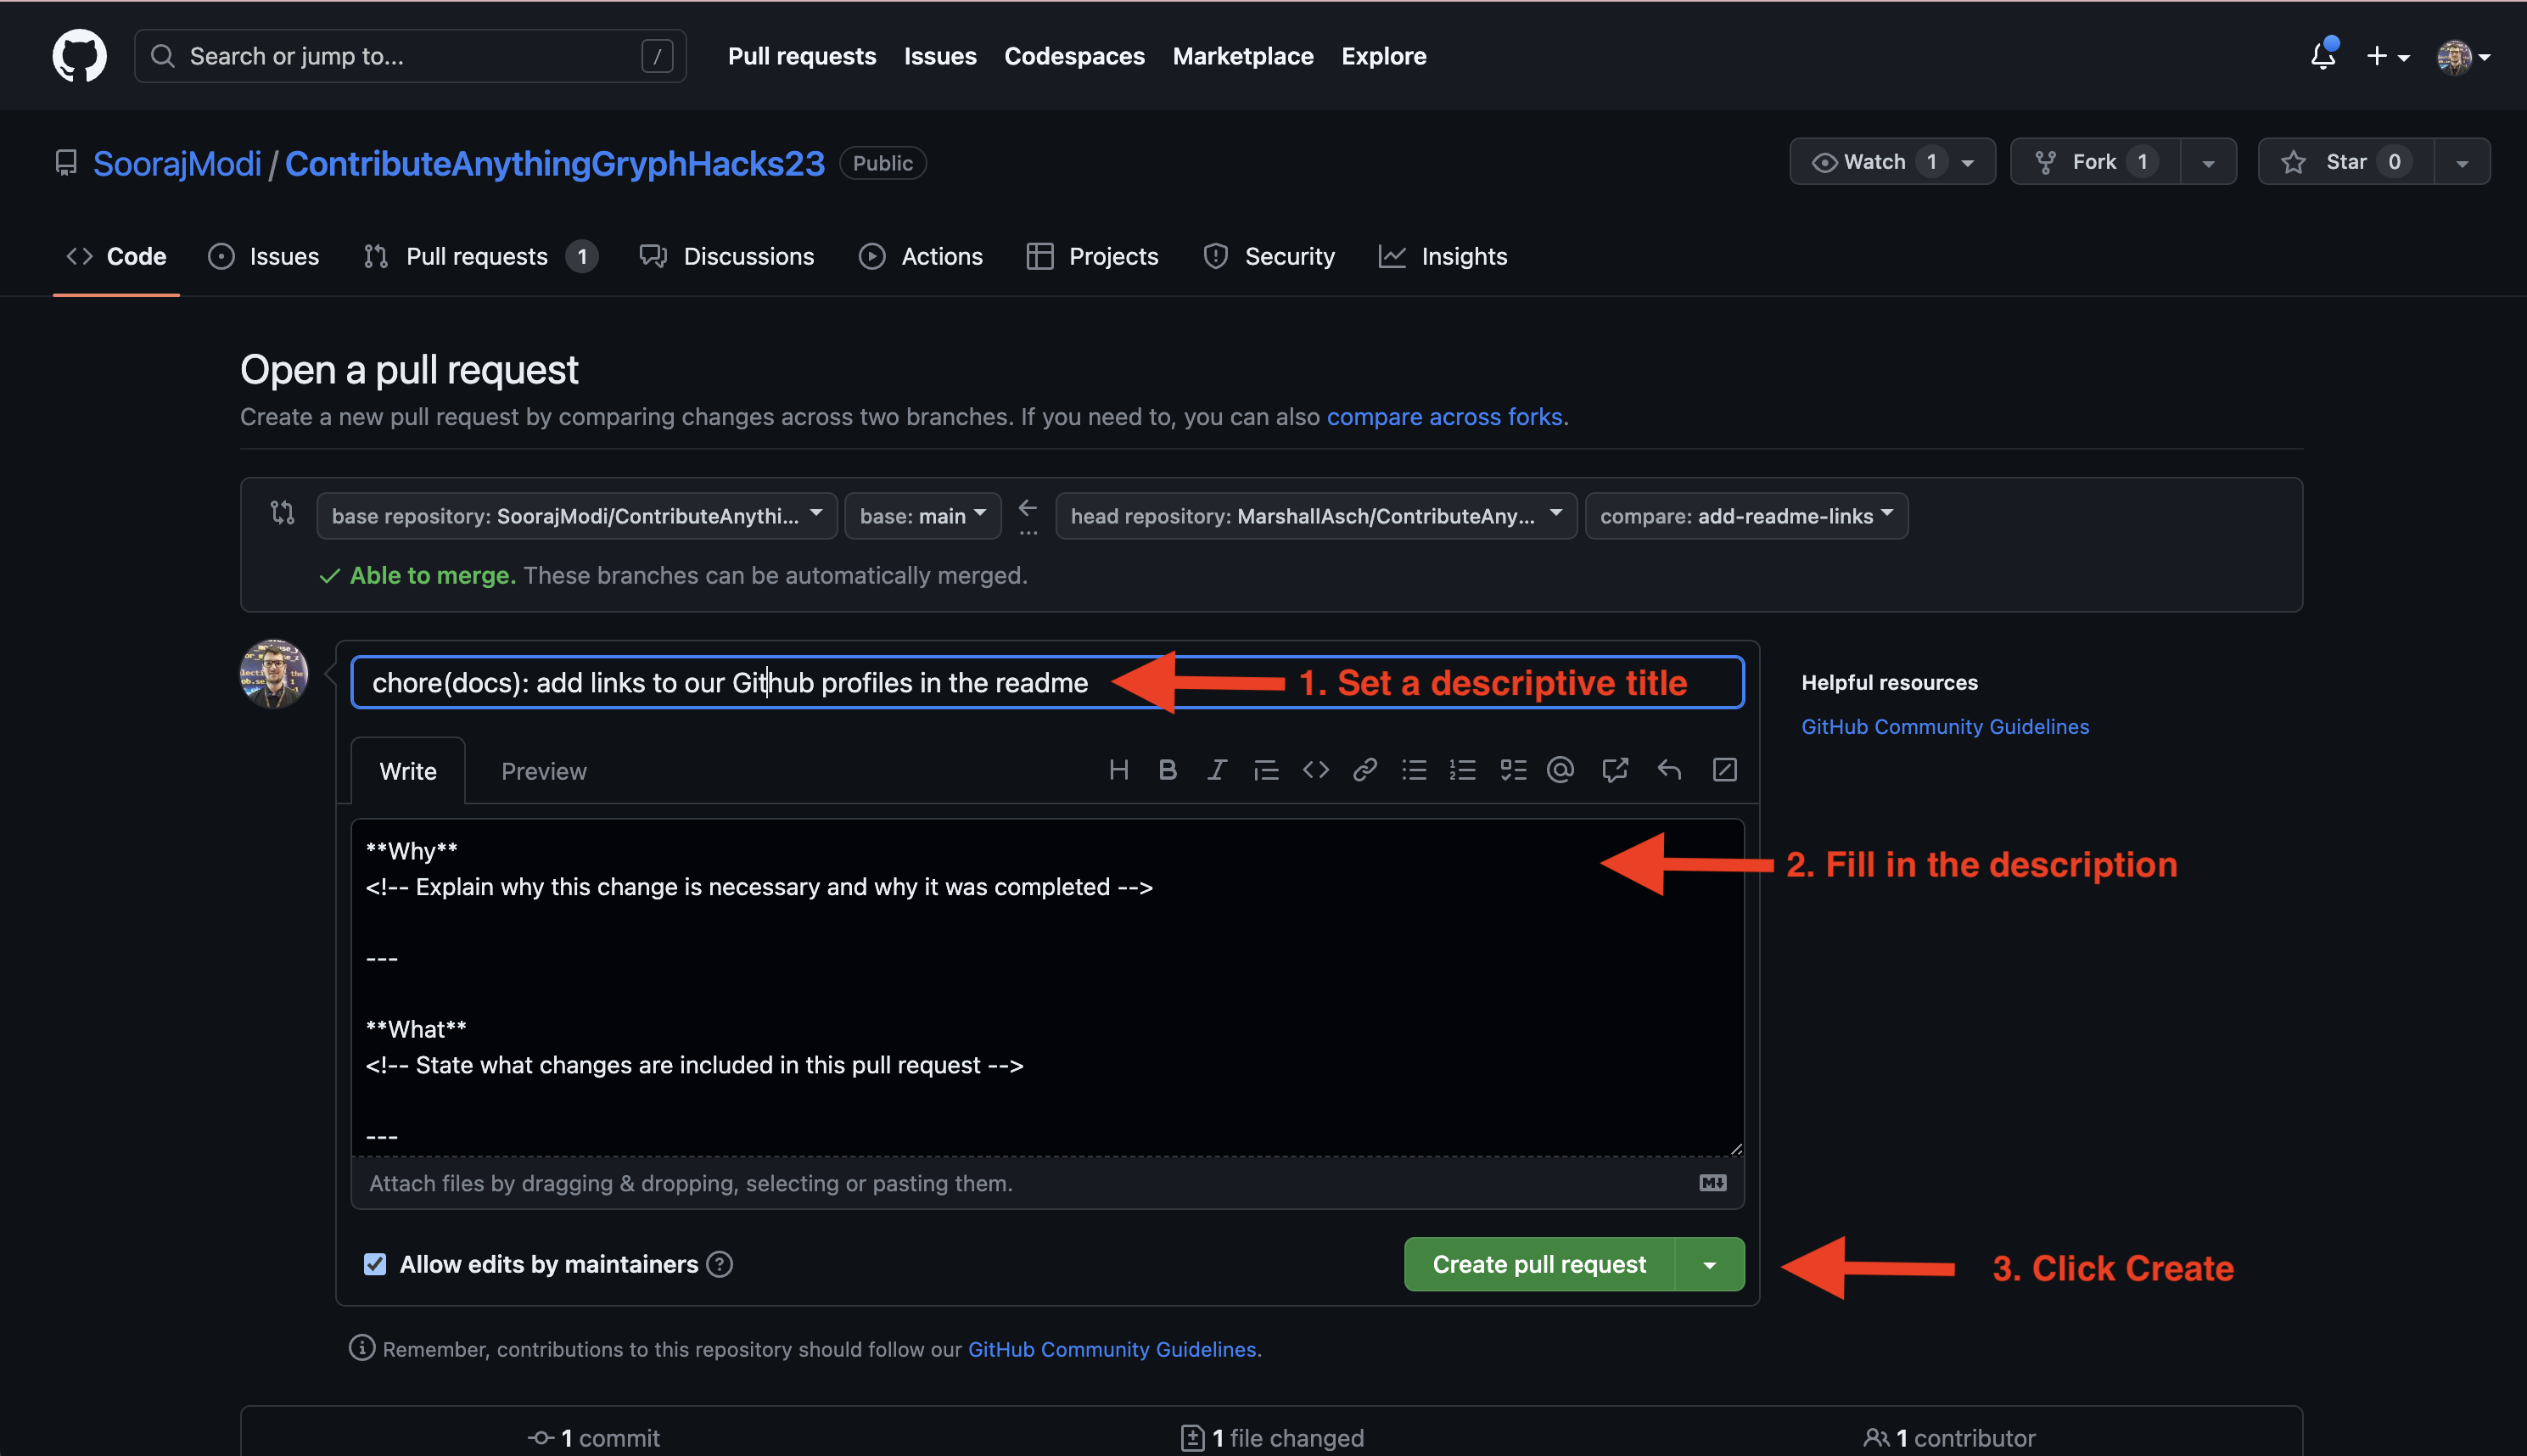 Search or jump to... / Pull requests Issues Codespaces Marketplace Explore
SoorajModi / ContributeAnythingGryphHacks23 Public Watch 1 Fork 1 Star 0
Code Issues Pull requests 1 Discussions Actions Projects Security Insights
Open a pull request
Create a new pull request by comparing changes across two branches. If you need to, you can also compare across forks.
base repository: SoorajModi/ContributeAnythi... base: main ... head repository: MarshallAsch/ContributeAny... compare: add-readme-links
Able to merge. These branches can be automatically merged.
chore(docs): add links to our Github profiles in the readme 1. Set a descriptive title
Helpful resources
GitHub Community Guidelines
Write Preview
**Why**
2. Fill in the description
<!-- Explain why this change is necessary and why it was completed -->
---
**What**
<!-- State what changes are included in this pull request -->
---
Attach files by dragging & dropping, selecting or pasting them.
Allow edits by maintainers ? Create pull request 3. Click Create
Remember, contributions to this repository should follow our GitHub Community Guidelines.
1 commit 1 file changed 1 contributor